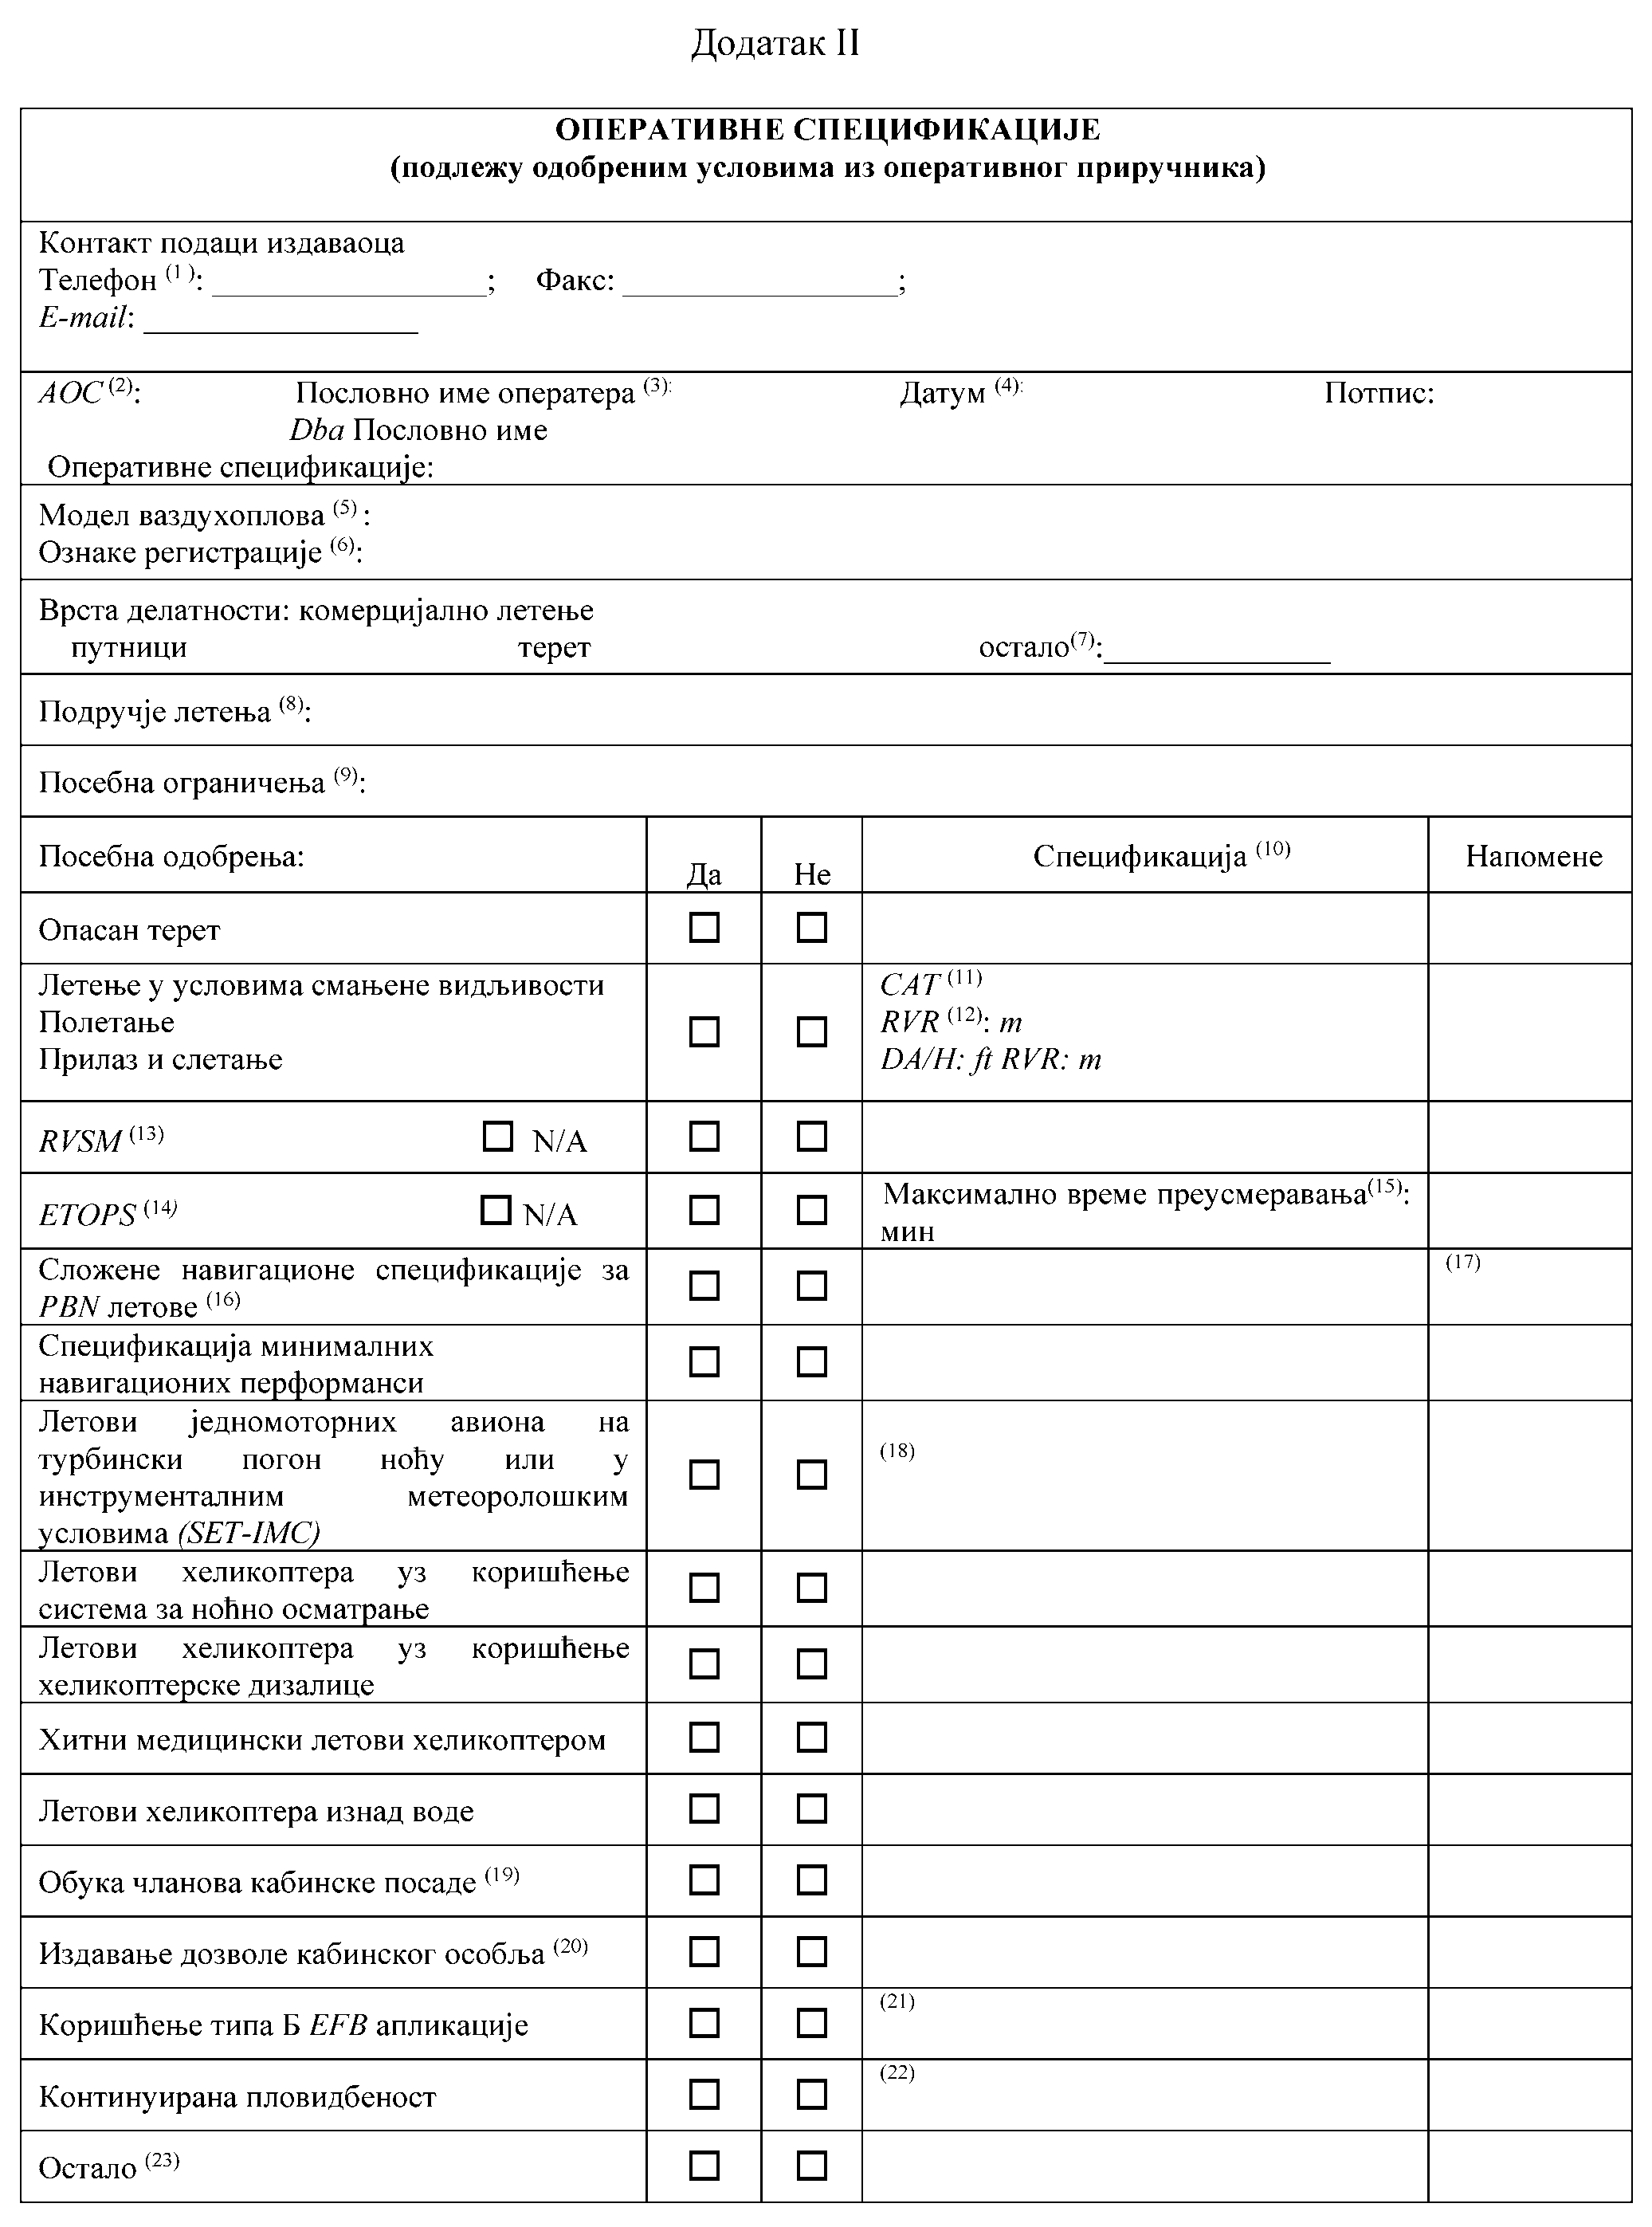 Додатак II
ОПЕРАТИВНЕ СПЕЦИФИКАЦИЈЕ
(подлежу одобреним условима из оперативног приручника)
Контакт подаци издаваоца
Телефон (1 ): __________________; Факс: __________________;
E-mail: __________________
AOC (2): Пословно име оператера (3): Датум (4): Потпис:
Dba Пословно име
Оперативне спецификације:
Модел ваздухоплова (5) :
Ознаке регистрације (6):
Врста делатности: комерцијално летење
путници терет остало(7):_______________
Подручје летења (8):
Посебна ограничења (9):
Посебна одобрења: Да Не Спецификација (10) Напомене
Опасан терет ☐ ☐
Летење у условима смањене видљивости
Полетање
Прилаз и слетање
☐ ☐
CAT (11)
RVR (12): m
DA/H: ft RVR: m
RVSM (13) ☐ N/A ☐ ☐
ETOPS (14) ☐ N/A ☐ ☐ Максимално време преусмеравања(15):
мин
Сложене навигационе спецификације за
PBN летове (16) ☐ ☐ (17)
Спецификација минималних
навигационих перформанси ☐ ☐
Летови једномоторних авиона на
турбински погон ноћу или у
инструменталним метеоролошким
условима (SET-IMC) ☐ ☐ (18)
Летови хеликоптера уз коришћење
система за ноћно осматрање ☐ ☐
Летови хеликоптера уз коришћење
хеликоптерске дизалице ☐ ☐
Хитни медицински летови хеликоптером ☐ ☐
Летови хеликоптера изнад воде ☐ ☐
Обука чланова кабинске посаде (19) ☐ ☐
Издавање дозволе кабинског особља (20) ☐ ☐
Коришћење типа Б EFB апликације ☐ ☐ (21)
Континуирана пловидбеност ☐ ☐ (22)
Остало (23) ☐ ☐